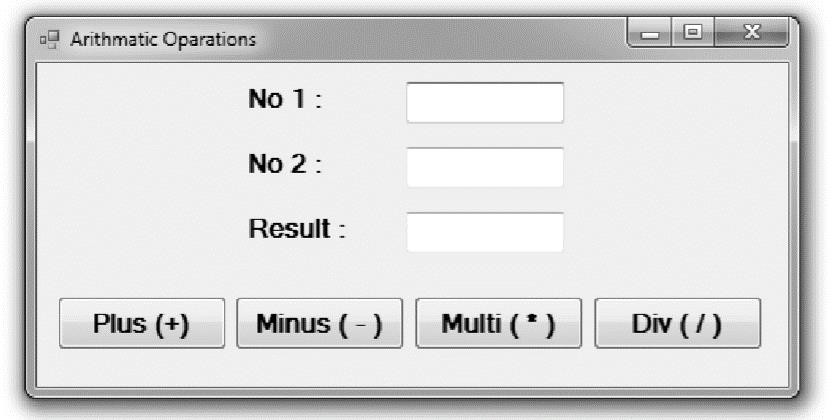 Arithmatic Oparations
No 1 :
No 2 :
Result :
Plus (+) Minus ( - ) Multi ( * ) Div ( / )